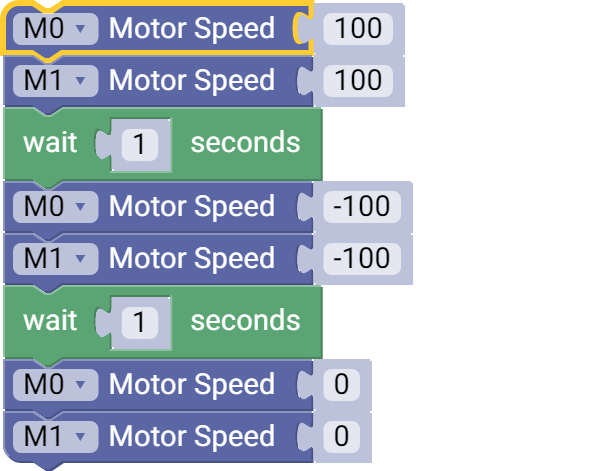 M0 Motor Speed 100
M1 Motor Speed 100
wait 1 seconds
M0 Motor Speed -100
M1 Motor Speed -100
wait 1 seconds
M0 Motor Speed 0
M1 Motor Speed 0